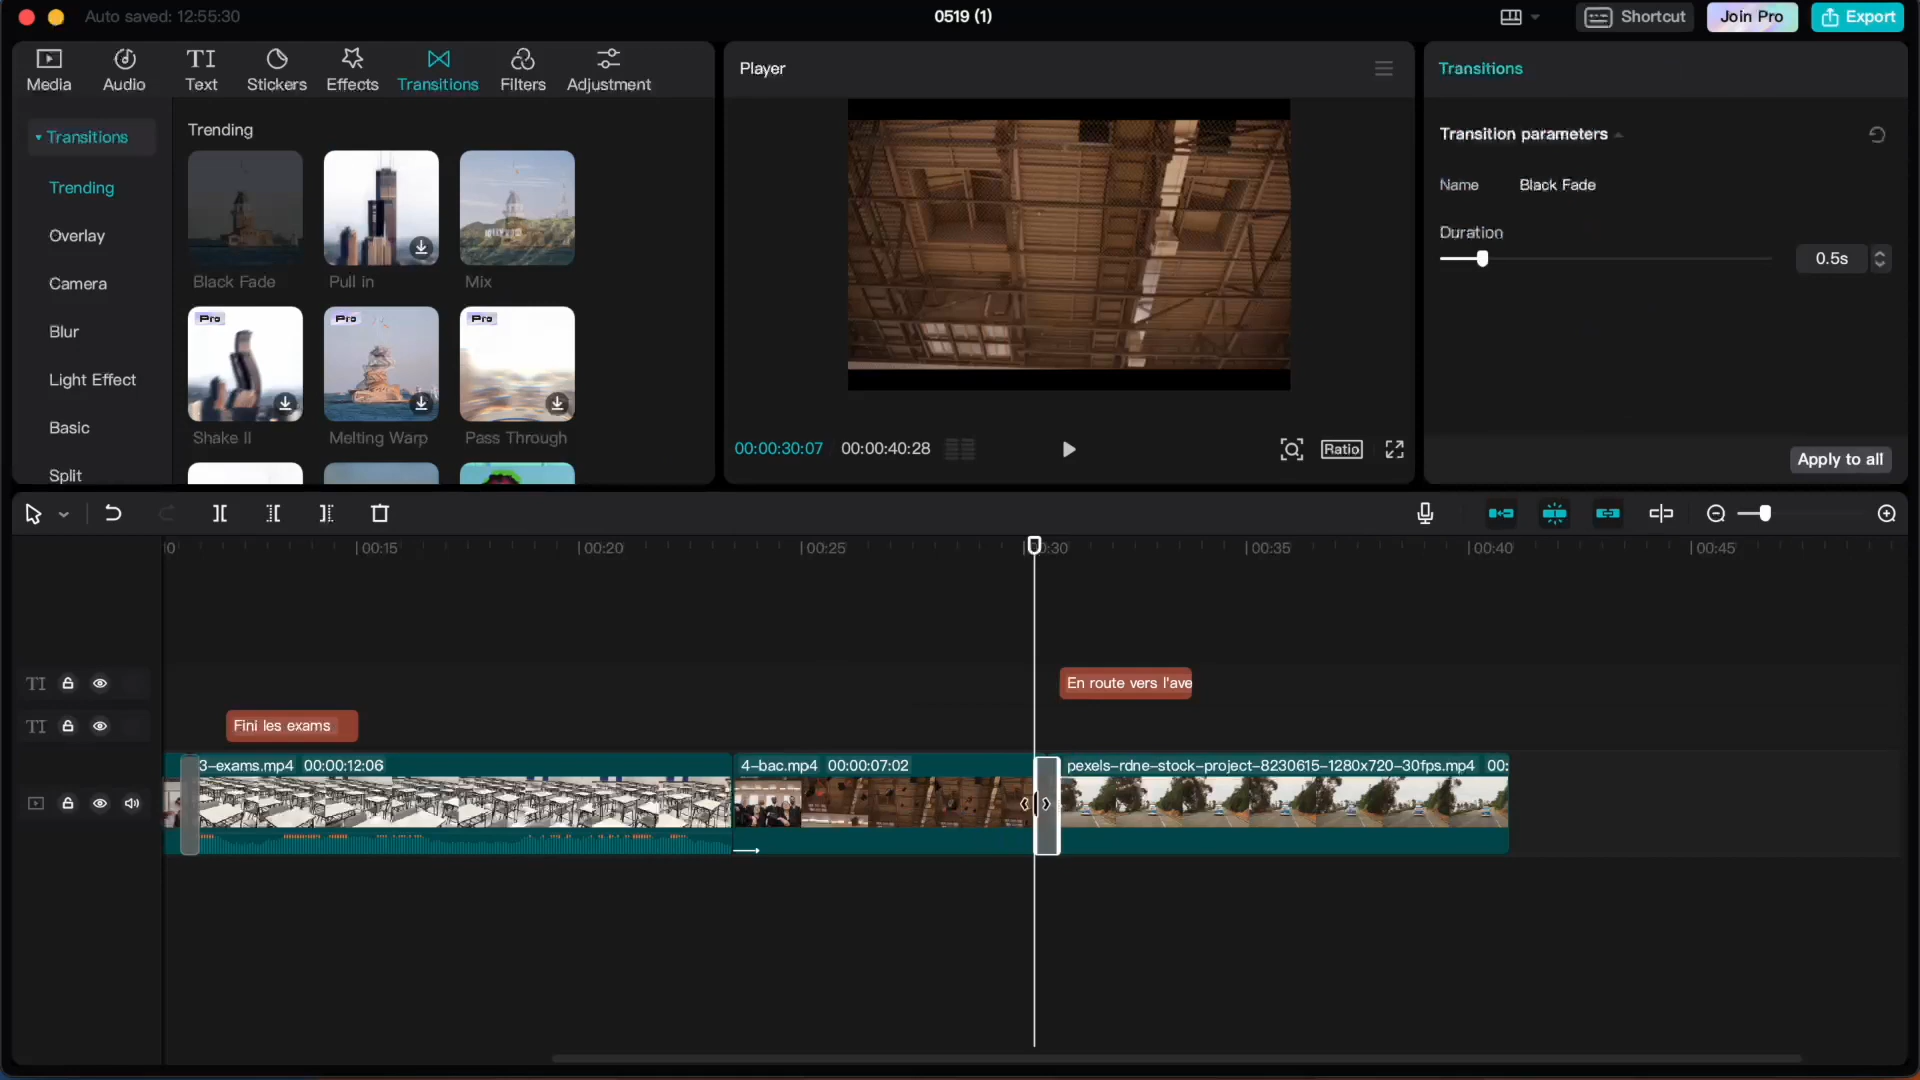 Auto saved: 12:55:30
0519 (1)
Shortcut
Join Pro
Export
Media
Audio
Text
Stickers
Effects
Transitions
Filters
Adjustment
Transitions
Trending
Overlay
Camera
Blur
Light Effect
Basic
Split
Trending
Black Fade
Pull in
Mix
Pro
Pro
Pro
Shake II
Melting Warp
Pass Through
Player
00:00:30:07
00:00:40:28
Ratio
Transitions
Transition parameters
Name
Black Fade
Duration
0.5s
Apply to all
00:15
00:20
00:25
00:30
00:35
00:40
00:45
TI
En route vers l'ave
TI
Fini les exams
3-exams.mp4 00:00:12:06
4-bac.mp4 00:00:07:02
pexels-rdne-stock-project-8230615-1280x720-30fps.mp4 00: